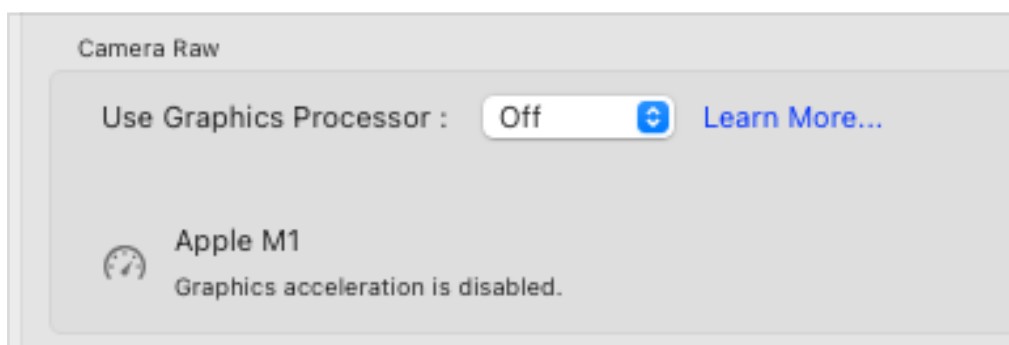 Camera Raw
Use Graphics Processor : Off Learn More...
Apple M1
Graphics acceleration is disabled.